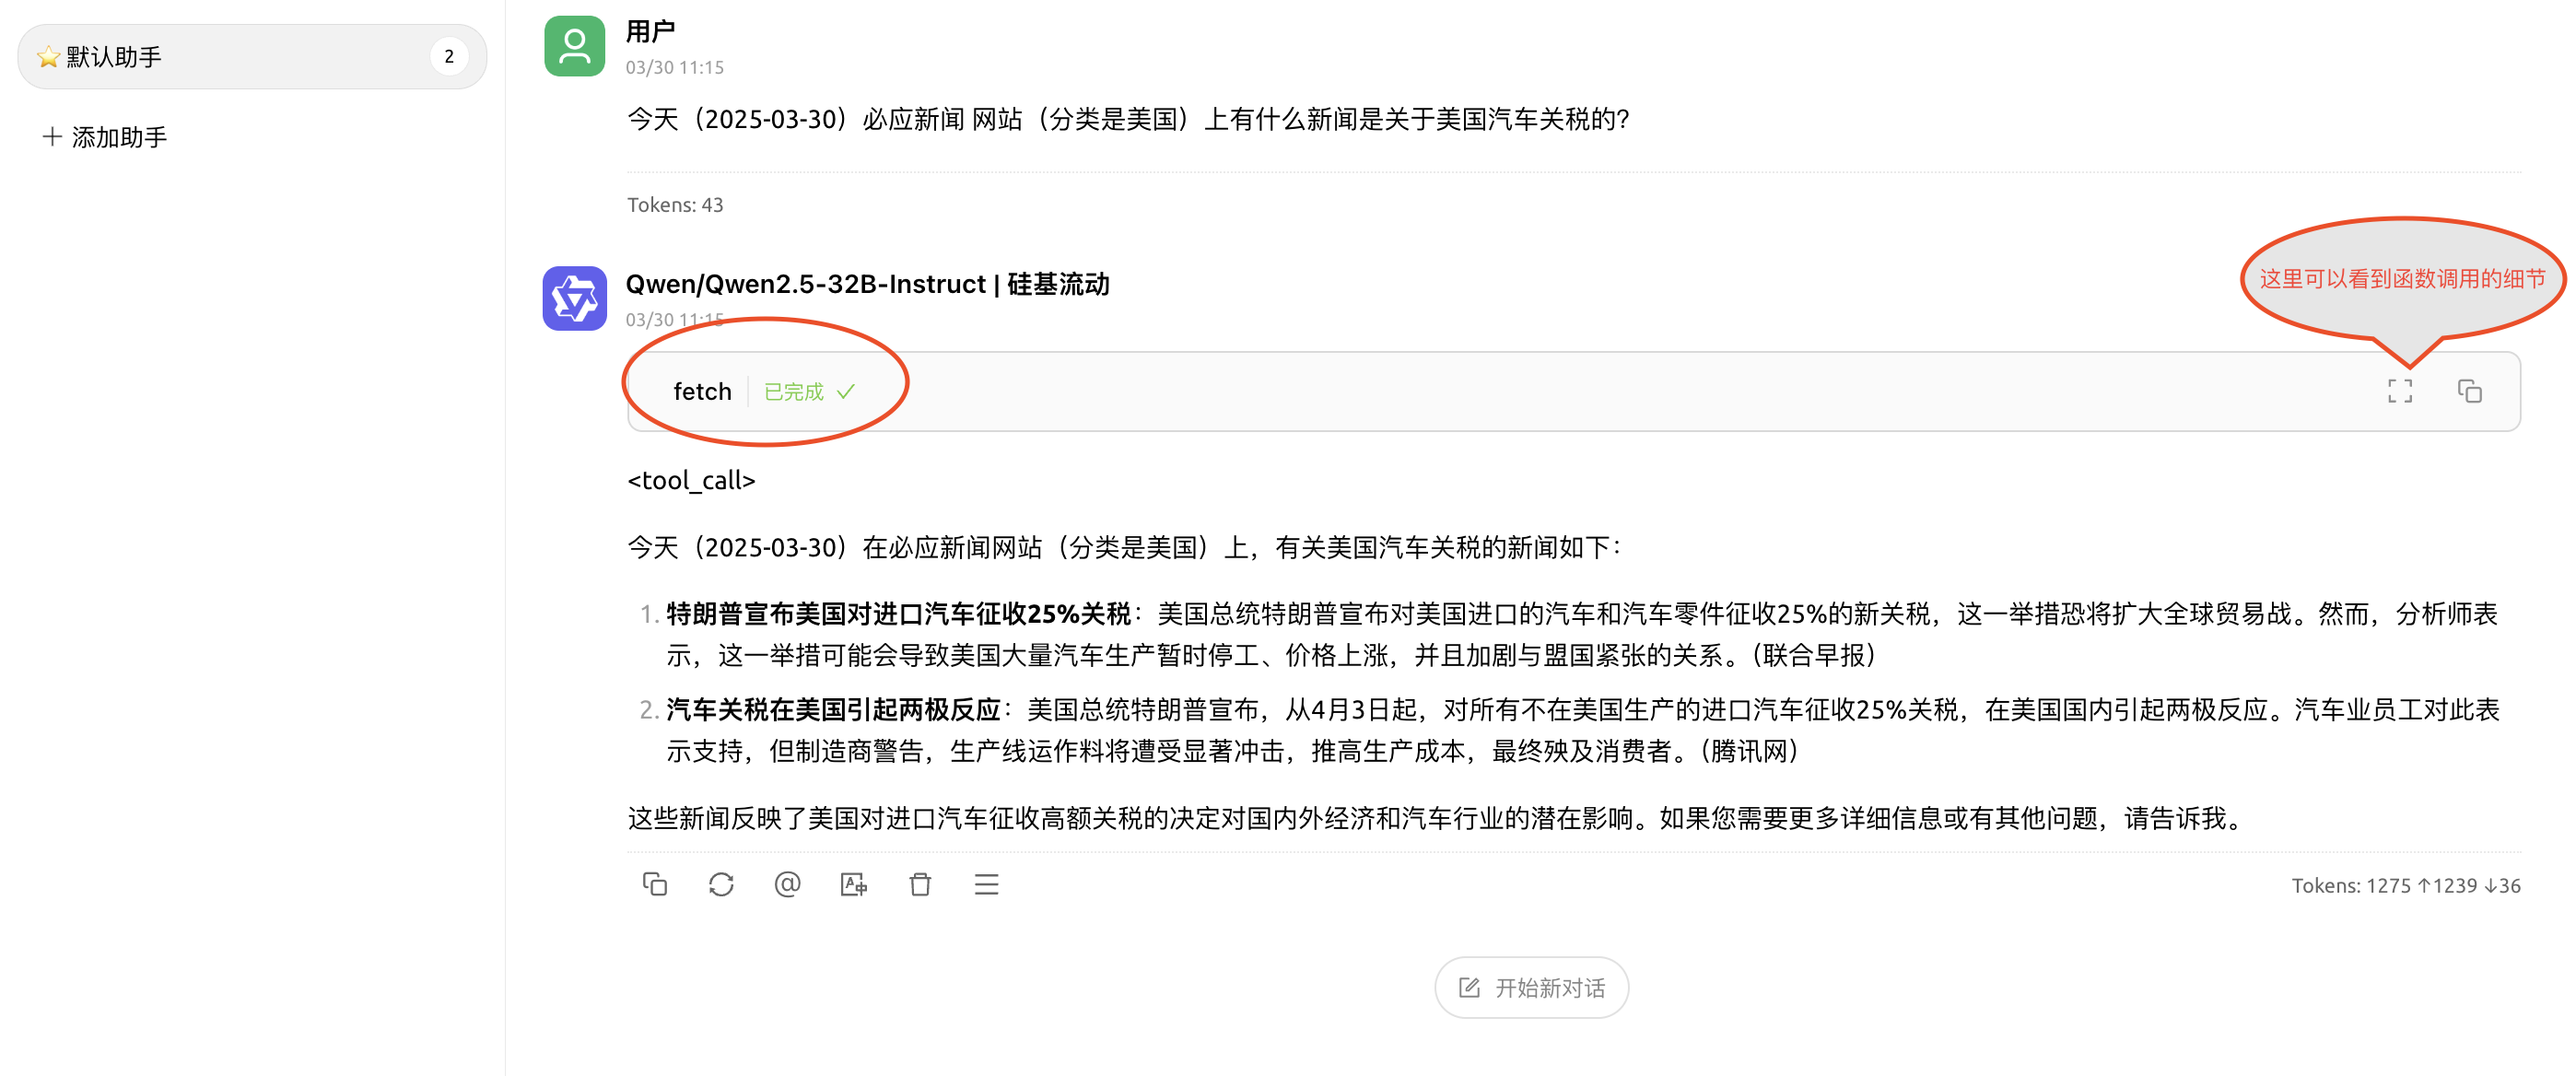 默认助手
2
添加助手
用户
03/30 11:15
今天（2025-03-30）必应新闻 网站（分类是美国）上有什么新闻是关于美国汽车关税的？
Tokens: 43
这里可以看到函数调用的细节
Qwen/Qwen2.5-32B-Instruct | 硅基流动
03/30 11:15
fetch 已完成
<tool_call>
今天（2025-03-30）在必应新闻网站（分类是美国）上，有关美国汽车关税的新闻如下：
1. 特朗普宣布美国对进口汽车征收25%关税：美国总统特朗普宣布对美国进口的汽车和汽车零件征收25%的新关税，这一举措恐将扩大全球贸易战。然而，分析师表
示，这一举措可能会导致美国大量汽车生产暂时停工、价格上涨，并且加剧与盟国紧张的关系。（联合早报）
2. 汽车关税在美国引起两极反应：美国总统特朗普宣布，从4月3日起，对所有不在美国生产的进口汽车征收25%关税，在美国国内引起两极反应。汽车业员工对此表
示支持，但制造商警告，生产线运作料将遭受显著冲击，推高生产成本，最终殃及消费者。（腾讯网）
这些新闻反映了美国对进口汽车征收高额关税的决定对国内外经济和汽车行业的潜在影响。如果您需要更多详细信息或有其他问题，请告诉我。
Tokens: 1275 ↑1239 ↓36
开始新对话